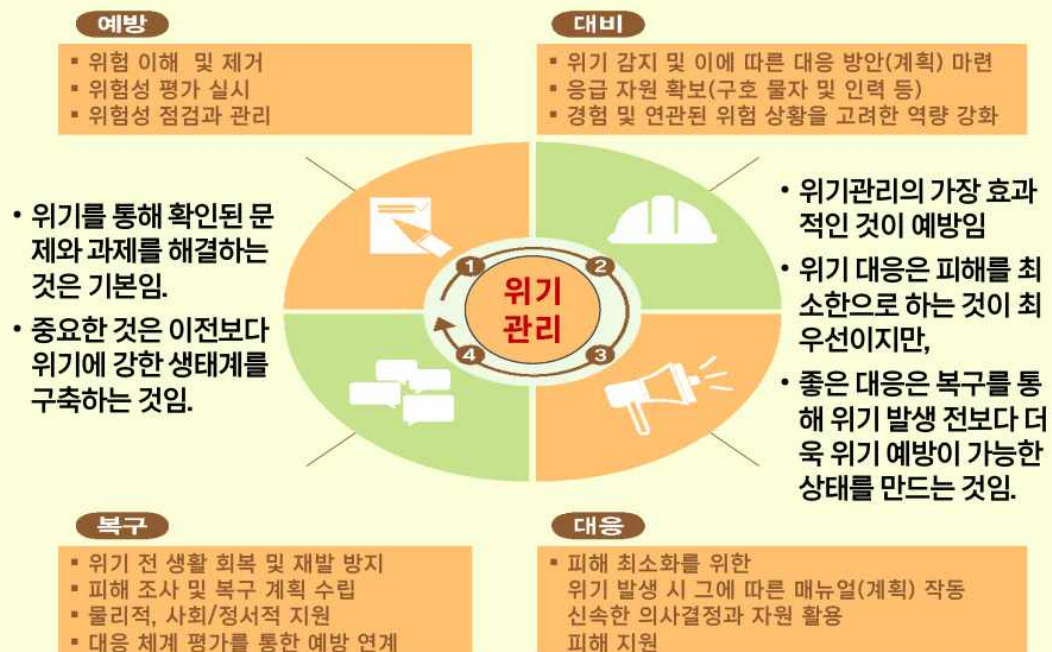 예방
▪ 위험 이해 및 제거
▪ 위험성 평가 실시
▪ 위험성 점검과 관리
대비
▪ 위기 감지 및 이에 따른 대응 방안(계획) 마련
▪ 응급 자원 확보(구호 물자 및 인력 등)
▪ 경험 및 연관된 위험 상황을 고려한 역량 강화
• 위기를 통해 확인된 문
제와 과제를 해결하는
것은 기본임.
• 중요한 것은 이전보다
위기에 강한 생태계를
구축하는 것임.
1
2
위기
관리
4
3
• 위기관리의 가장 효과
적인 것이 예방임
• 위기 대응은 피해를 최
소한으로 하는 것이 최
우선이지만,
• 좋은 대응은 복구를 통
해 위기 발생 전보다 더
욱 위기 예방이 가능한
상태를 만드는 것임.
복구
▪ 위기 전 생활 회복 및 재발 방지
▪ 피해 조사 및 복구 계획 수립
▪ 물리적, 사회/정서적 지원
▪ 대응 체계 평가를 통한 예방 연계
대응
▪ 피해 최소화를 위한
위기 발생 시 그에 따른 매뉴얼(계획) 작동
신속한 의사결정과 자원 활용
피해 지원